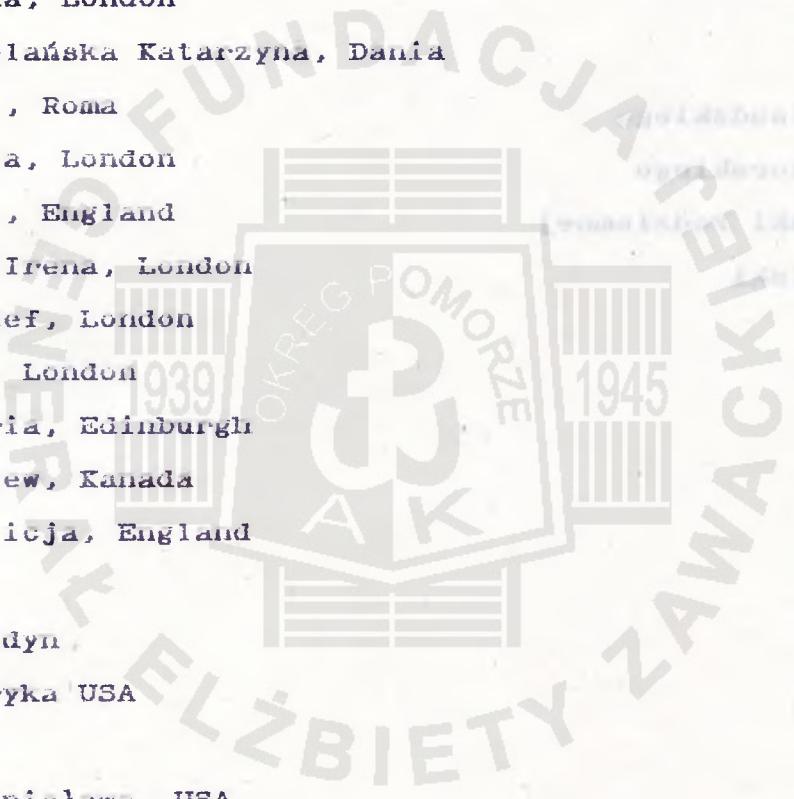 a, London
lańska Katarzyna, Dania
, Roma
a, London
, England
Irena, London
ef, London
London
ia, Edinburgh
ew, Kanada
icja, England
dyn
yka USA
USA
FUNDACJA GENERAŁ ELŻBIETY ZAWACKIEJ
OKRĘG POMORZE
1939
1945
AK